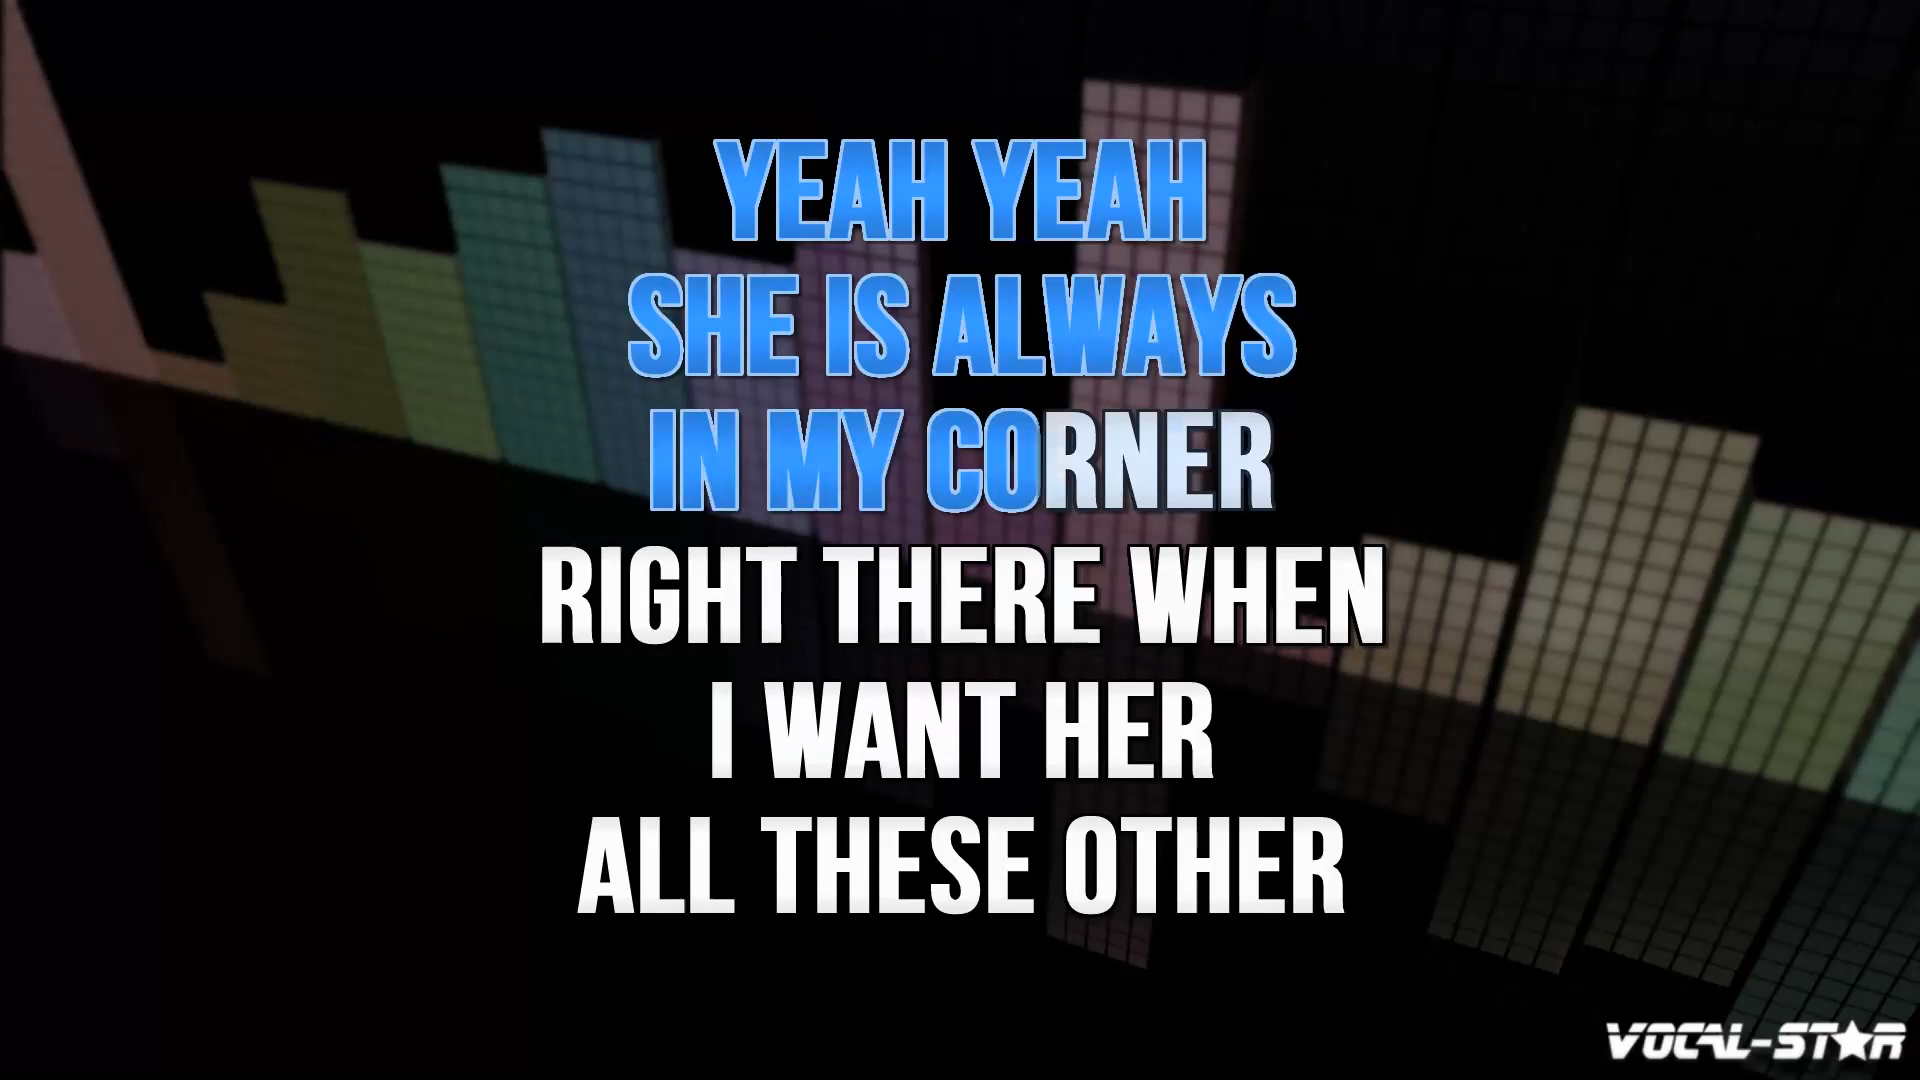 YEAH YEAH
SHE IS ALWAYS
IN MY CORNER
RIGHT THERE WHEN
I WANT HER
ALL THESE OTHER
VOCAL-STAR